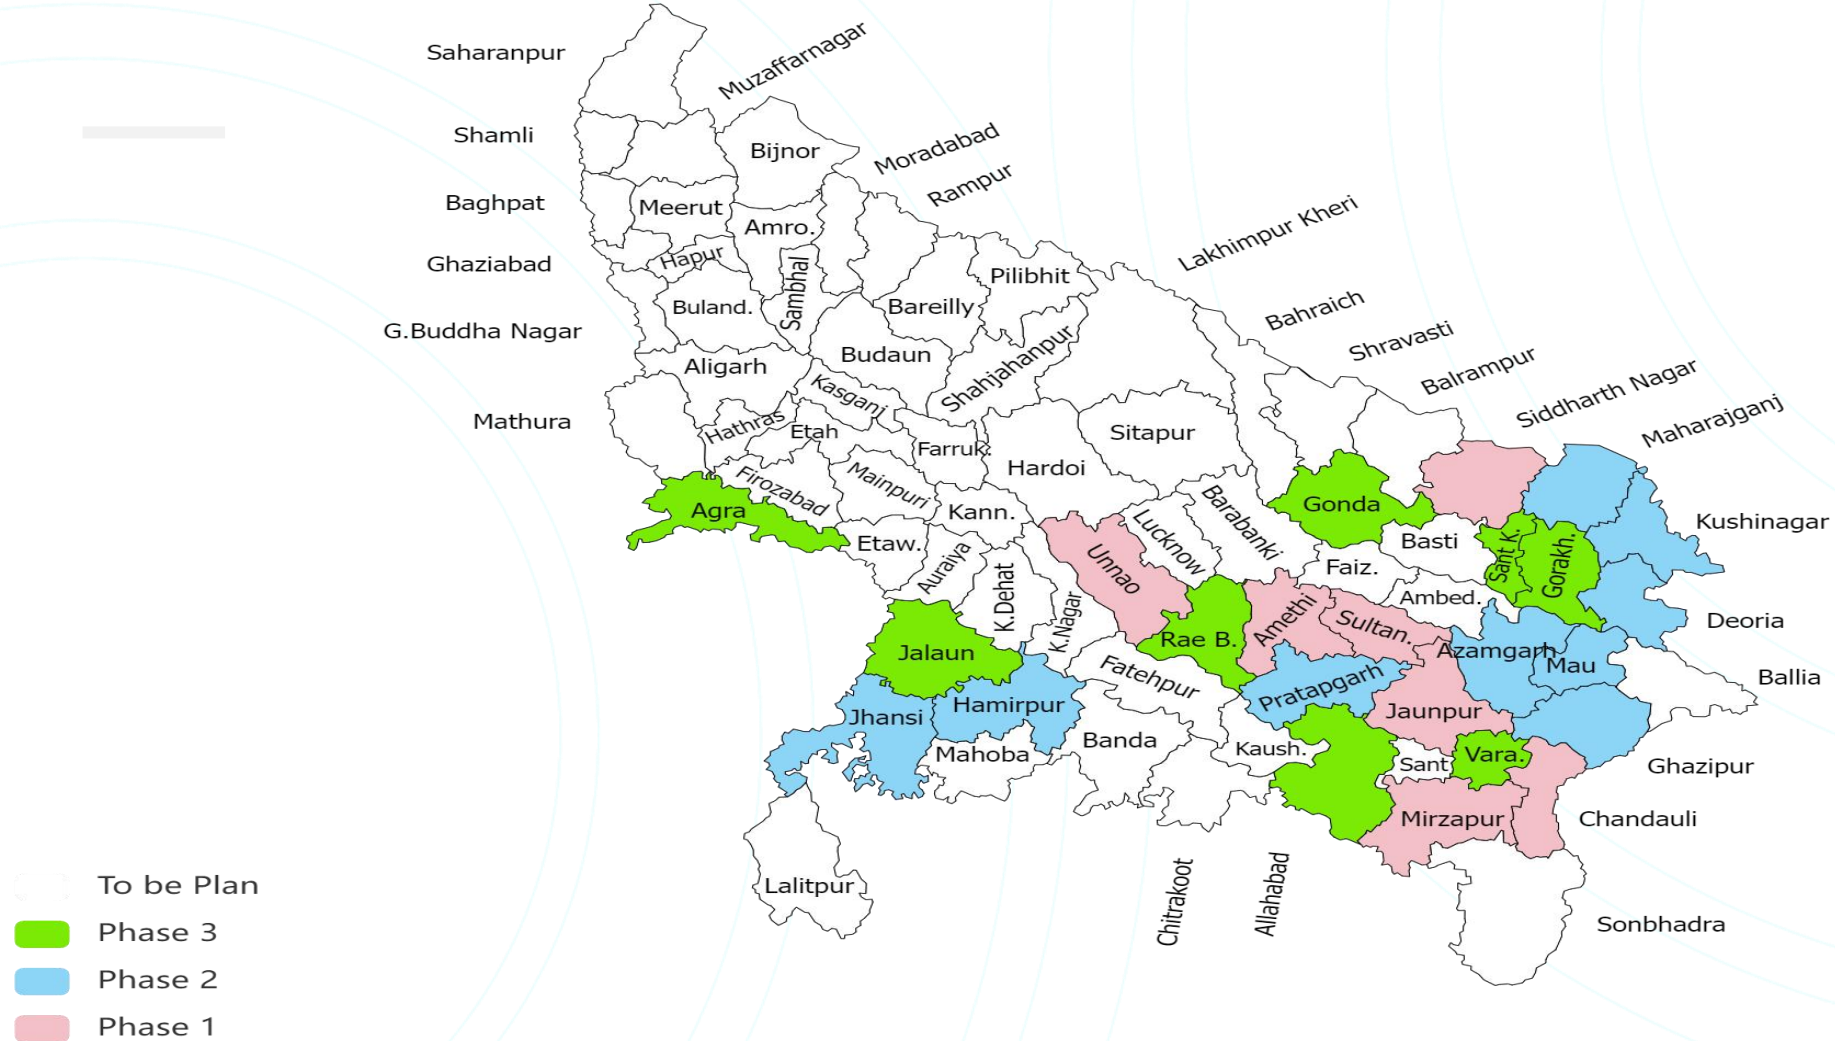 Saharanpur
Muzaffarnagar
Shamli
Bijnor
Moradabad
Rampur
Baghpat
Meerut
Amro.
Ghaziabad
Hapur
Sambhal
Pilibhit
Lakhimpur Kheri
G.Buddha Nagar
Buland.
Bareilly
Bahraich
Aligarh
Budaun
Shahjahanpur
Shravasti
Balrampur
Siddharth Nagar
Maharajganj
Mathura
Hathras
Kasganj
Etah
Farruk.
Hardoi
Sitapur
Agra
Firozabad
Mainpuri
Kann.
Lucknow
Barabanki
Gonda
Basti
Sant K.
Gorakh.
Kushinagar
Etaw.
Auraiya
K.Dehat
K.Nagar
Unnao
Faiz.
Ambed.
Deoria
Jalaun
Rae B.
Amethi
Sultan.
Azamgarh
Mau
Ballia
Fatehpur
Pratapgarh
Jhansi
Hamirpur
Jaunpur
Mahoba
Banda
Kaush.
Sant
Vara.
Ghazipur
Mirzapur
Chandauli
Lalitpur
Chitrakoot
Allahabad
Sonbhadra
To be Plan
Phase 3
Phase 2
Phase 1